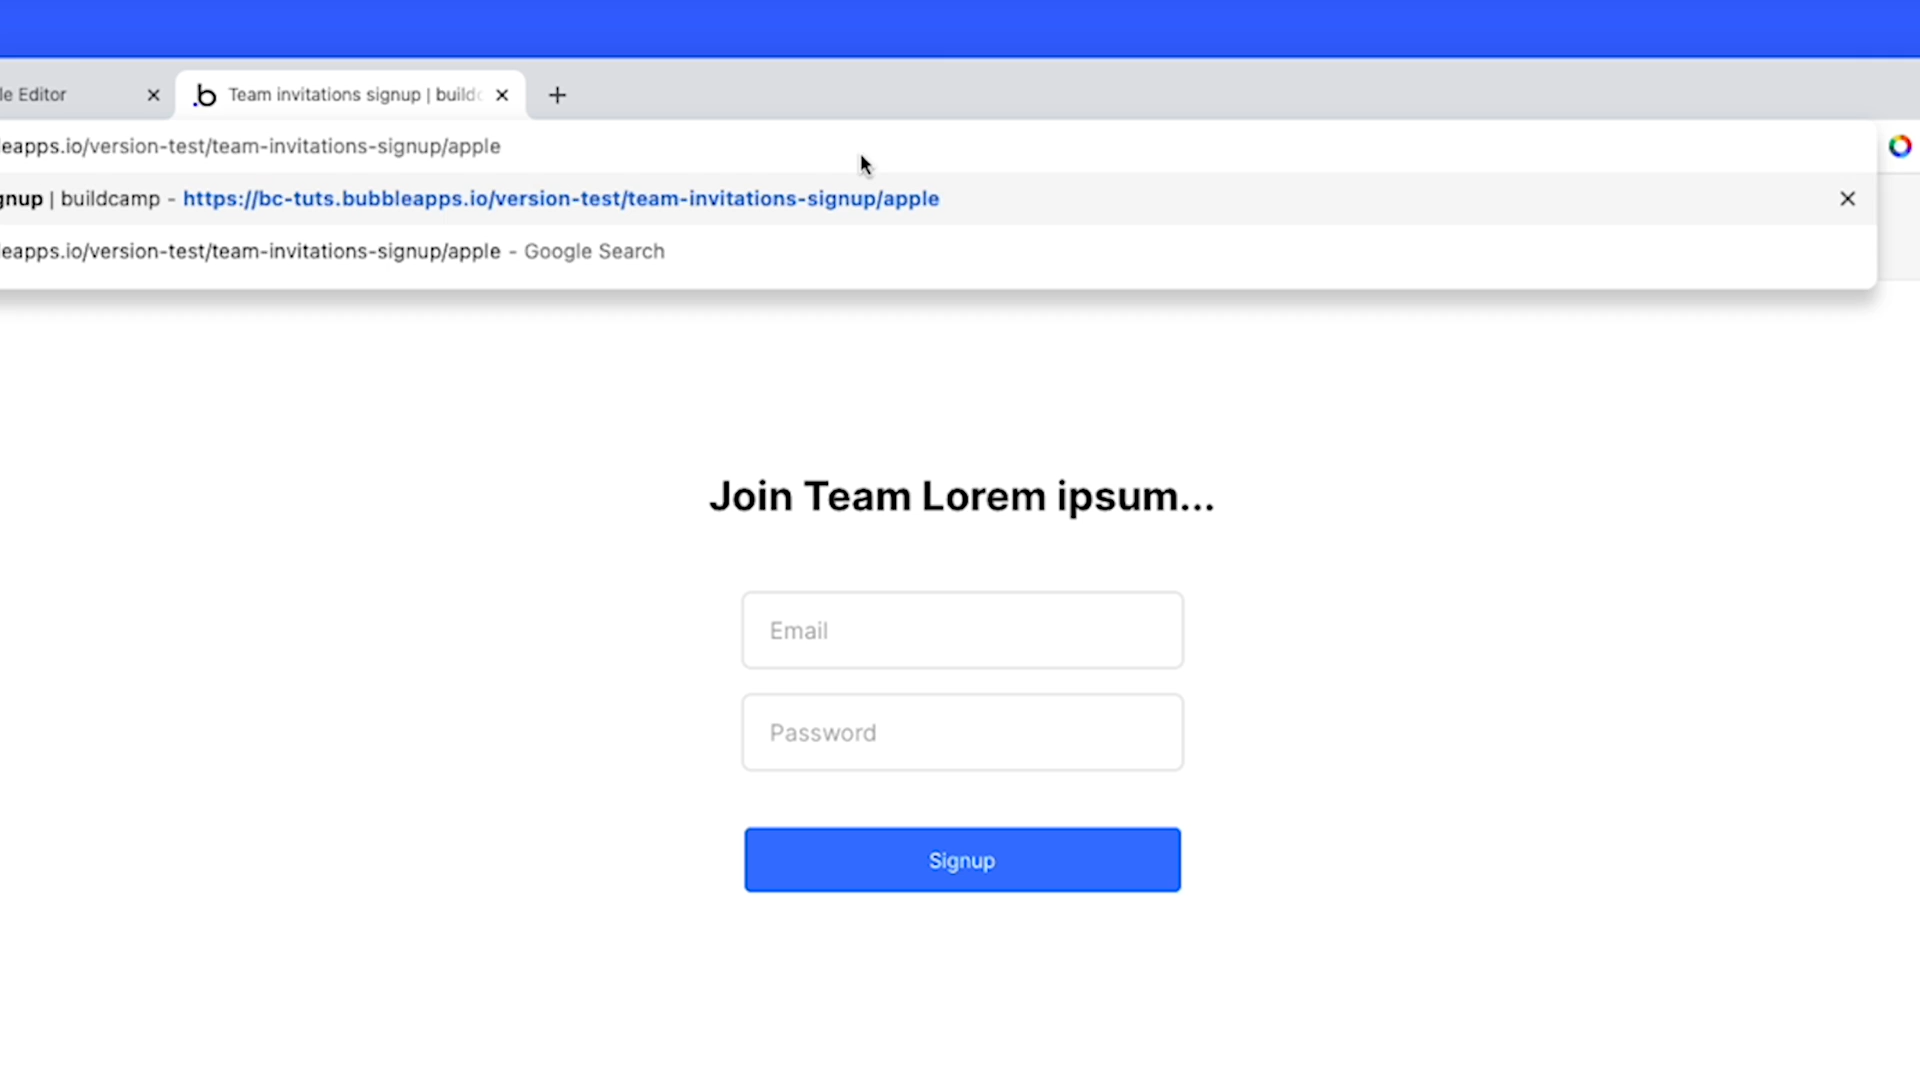 le Editor
Team invitations signup | build
eapps.io/version-test/team-invitations-signup/apple
gnup | buildcamp - https://bc-tuts.bubbleapps.io/version-test/team-invitations-signup/apple
eapps.io/version-test/team-invitations-signup/apple - Google Search
Join Team Lorem ipsum...
Email
Password
Signup